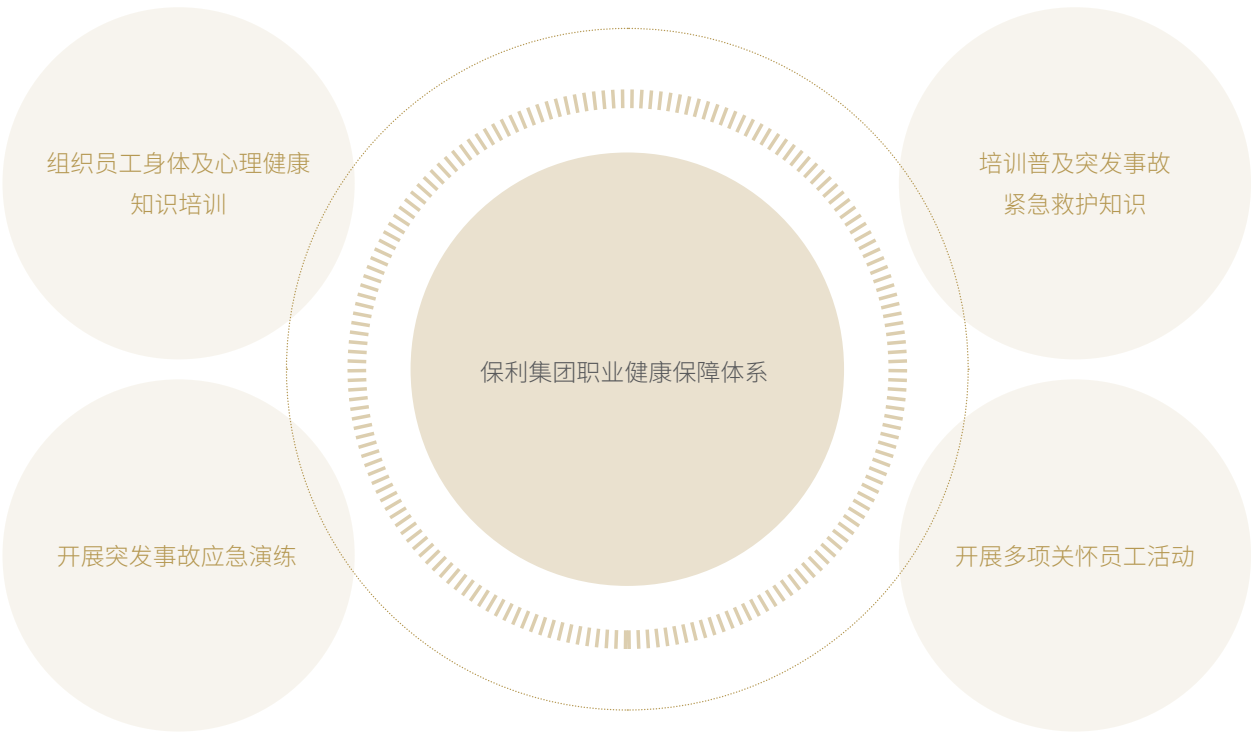 组织员工身体及心理健康
知识培训
培训普及突发事故
紧急救护知识
保利集团职业健康保障体系
开展突发事故应急演练
开展多项关怀员工活动